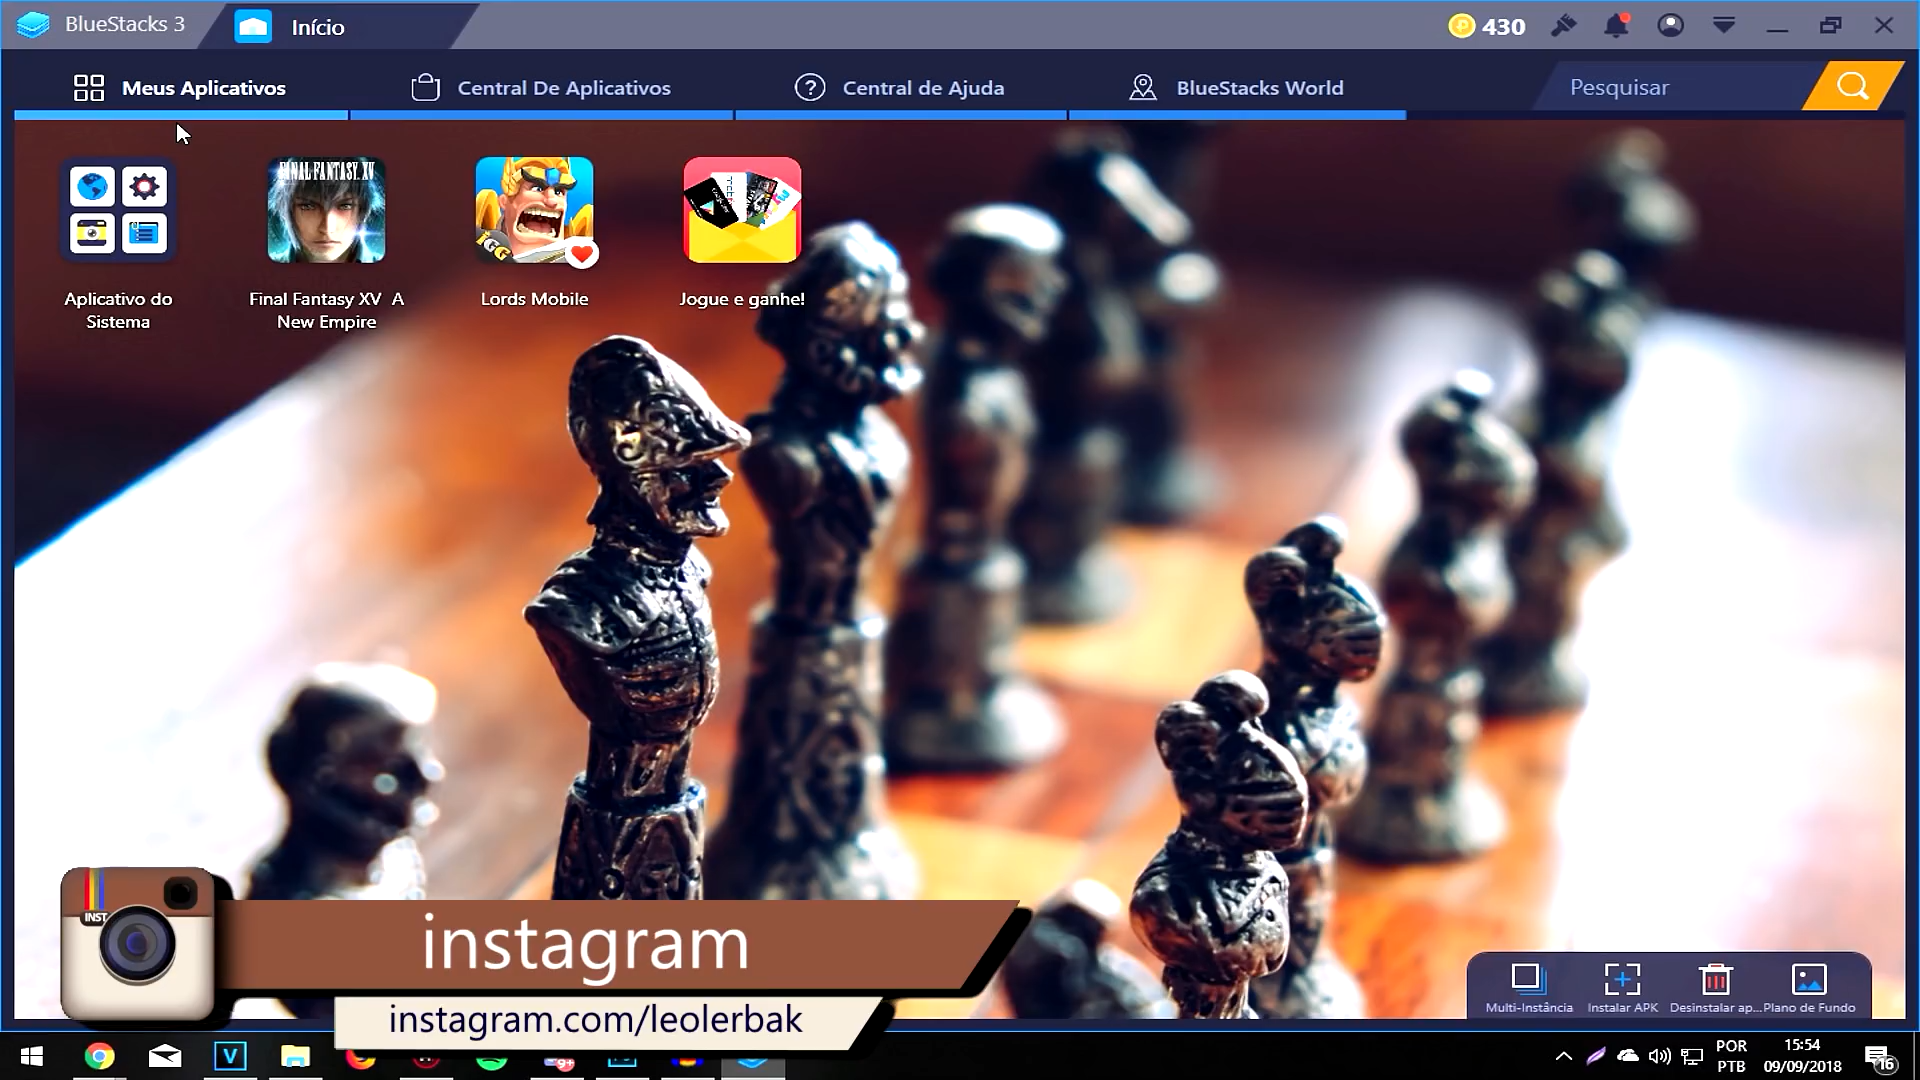 BlueStacks 3
Início
430
Meus Aplicativos
Central De Aplicativos
Central de Ajuda
BlueStacks World
Pesquisar
FINAL FANTASY XV
IGG
Aplicativo do
Sistema
Final Fantasy XV A
New Empire
Lords Mobile
Jogue e ganhe!
INST
instagram
instagram.com/leolerbak
Multi-Instância
Instalar APK
Desinstalar ap...
Plano de Fundo
V
9+
POR
PTB
15:54
09/09/2018
16